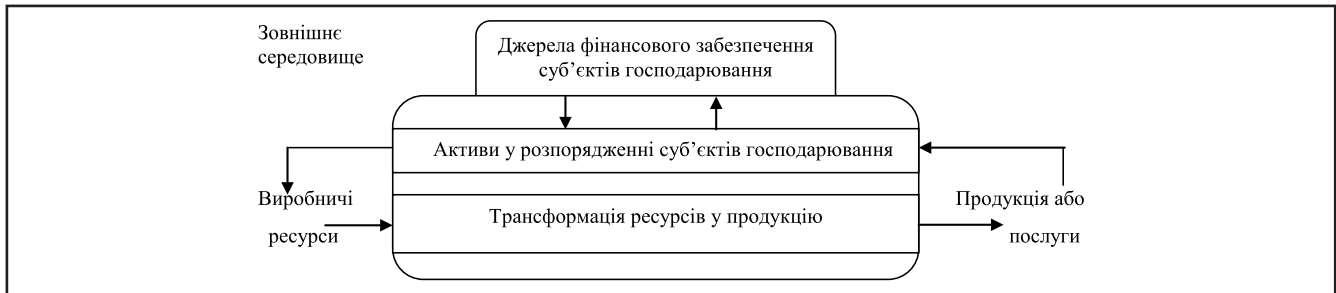 Зовнішнє
середовище
Джерела фінансового забезпечення
суб’єктів господарювання
Активи у розпорядженні суб’єктів господарювання
Виробничі
ресурси
Трансформація ресурсів у продукцію
Продукція або
послуги